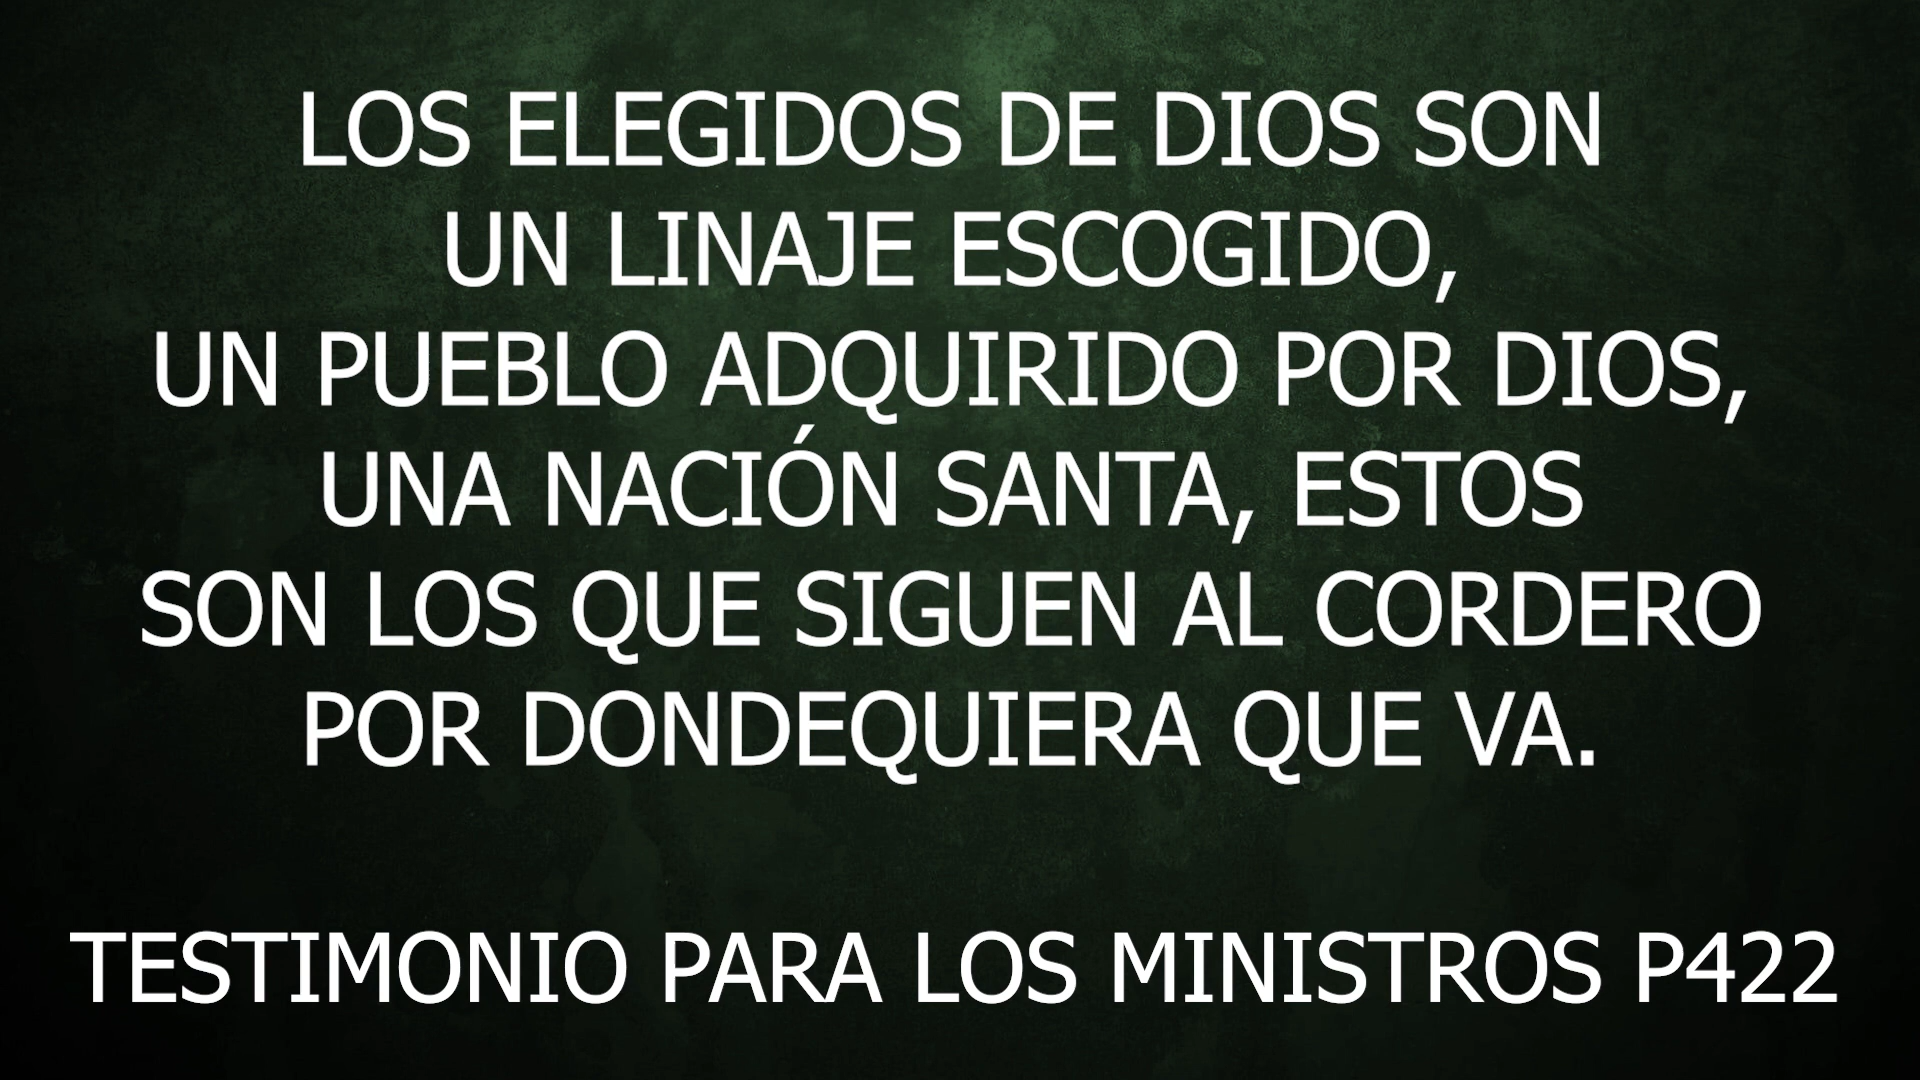 LOS ELEGIDOS DE DIOS SON
UN LINAJE ESCOGIDO,
UN PUEBLO ADQUIRIDO POR DIOS,
UNA NACIÓN SANTA, ESTOS
SON LOS QUE SIGUEN AL CORDERO
POR DONDEQUIERA QUE VA.
TESTIMONIO PARA LOS MINISTROS P422